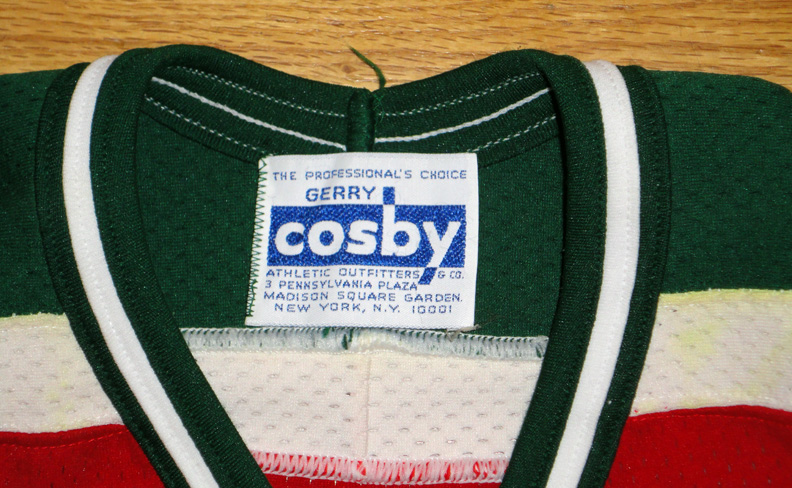 THE PROFESSIONAL'S CHOICE
GERRY
cosby
ATHLETIC OUTFITTERS & CO.
3 PENNSYLVANIA PLAZA
MADISON SQUARE GARDEN.
NEW YORK, N.Y. 10001